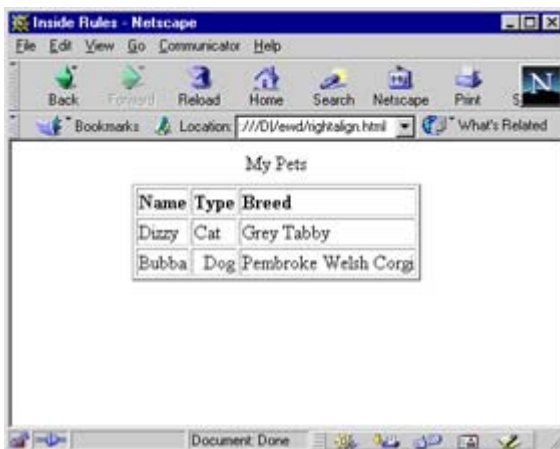 Inside Rules - Netscape
File Edit View Go Communicator Help
Back Forward Reload Home Search Netscape Print S
N
Bookmarks Location: ///D|/ewd/rightalign.html What's Related
My Pets
Name Type Breed
Dizzy Cat Grey Tabby
Bubba Dog Pembroke Welsh Corgi
Document: Done